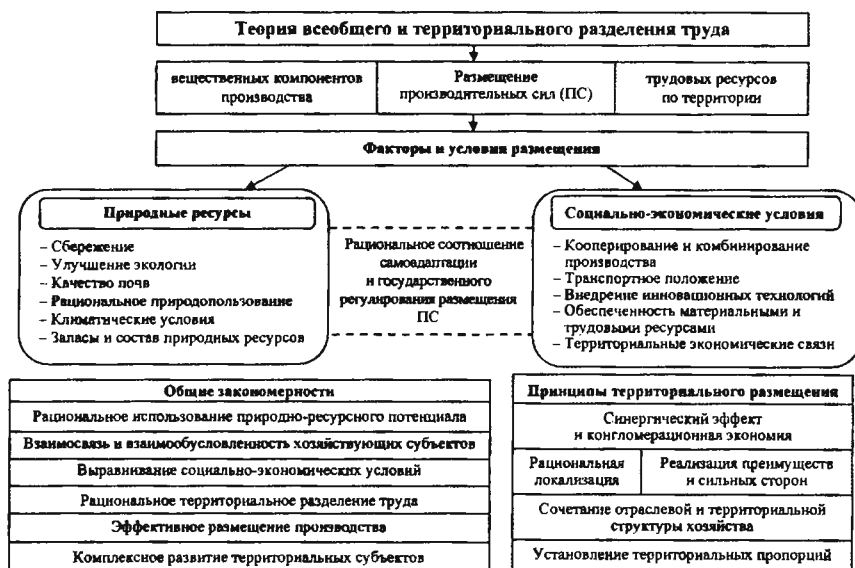 Теория всеобщего и территориального разделения труда
вещественных компонентов
производства
Размещение
производительных сил (ПС)
трудовых ресурсов
по территории
Факторы и условия размещения
Природные ресурсы
– Сбережение
– Улучшение экологии
– Качество почв
– Рациональное природопользование
– Климатические условия
– Запасы и состав природных ресурсов
Рациональное соотношение
самоадаптации
и государственного
регулирования размещения
ПС
Социально-экономические условия
– Кооперирование и комбинирование
производства
– Транспортное положение
– Внедрение инновационных технологий
– Обеспеченность материальными и
трудовыми ресурсами
– Территориальные экономические связи
Общие закономерности
Рациональное использование природно-ресурсного потенциала
Взаимосвязь и взаимообусловленность хозяйствующих субъектов
Выравнивание социально-экономических условий
Рациональное территориальное разделение труда
Эффективное размещение производства
Комплексное развитие территориальных субъектов
Принципы территориального размещения
Синергический эффект
и конгломерационная экономия
Рациональная
локализация
Реализация преимуществ
и сильных сторон
Сочетание отраслевой и территориальной
структуры хозяйства
Установление территориальных пропорций